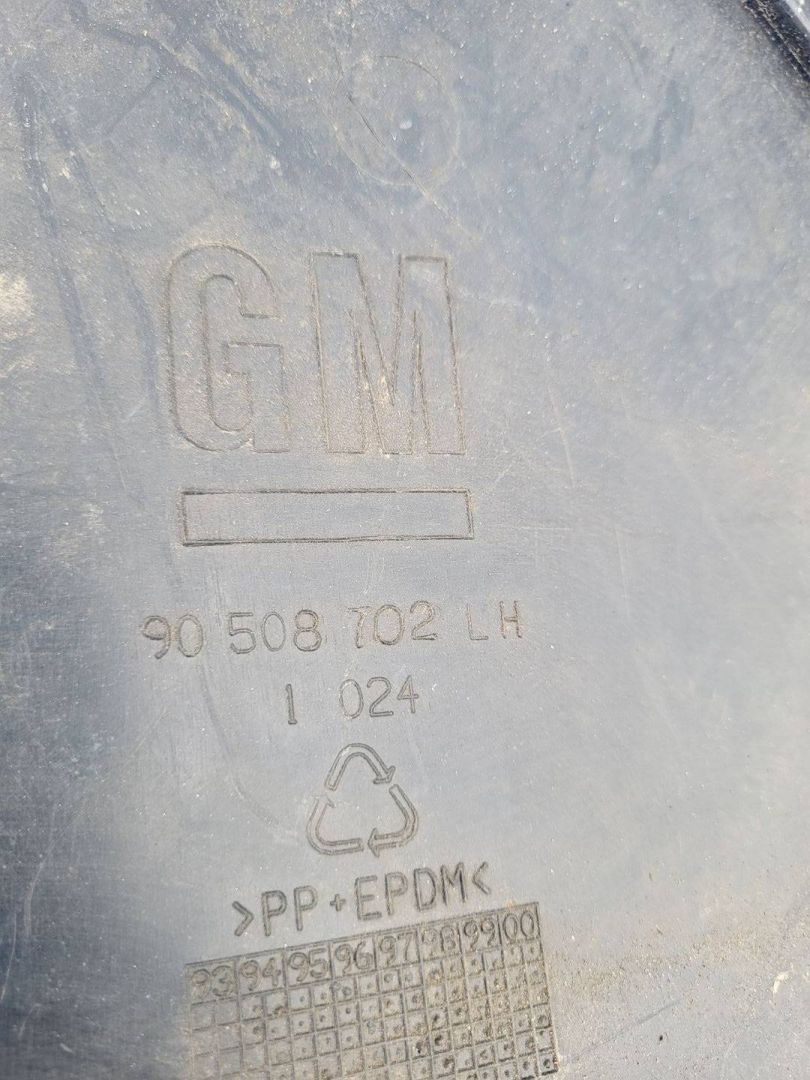 GM
90 508 702 LH
1 024
>PP+EPDM<
93 94 95 96 97 98 99 00